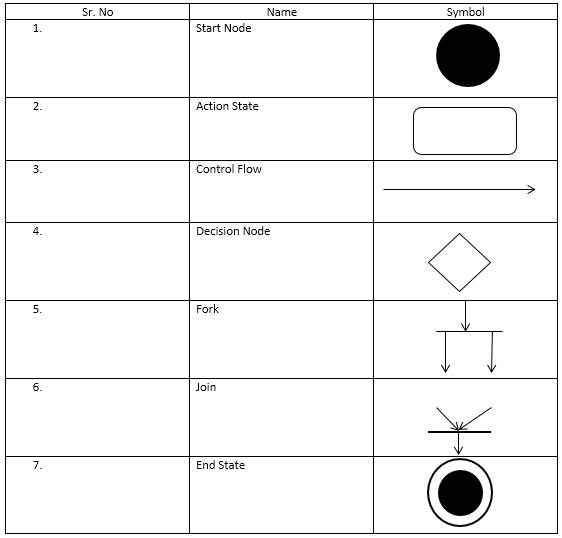 Sr. No Name Symbol
1. Start Node
2. Action State
3. Control Flow
4. Decision Node
5. Fork
6. Join
7. End State